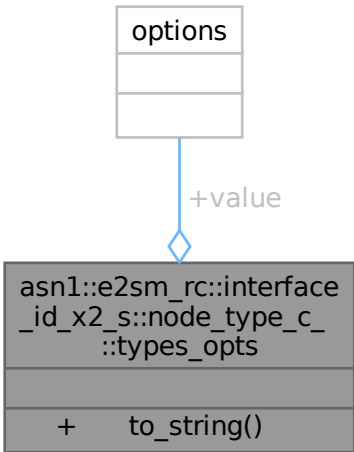 options
+value
asn1::e2sm_rc::interface
_id_x2_s::node_type_c_
::types_opts
+ to_string()